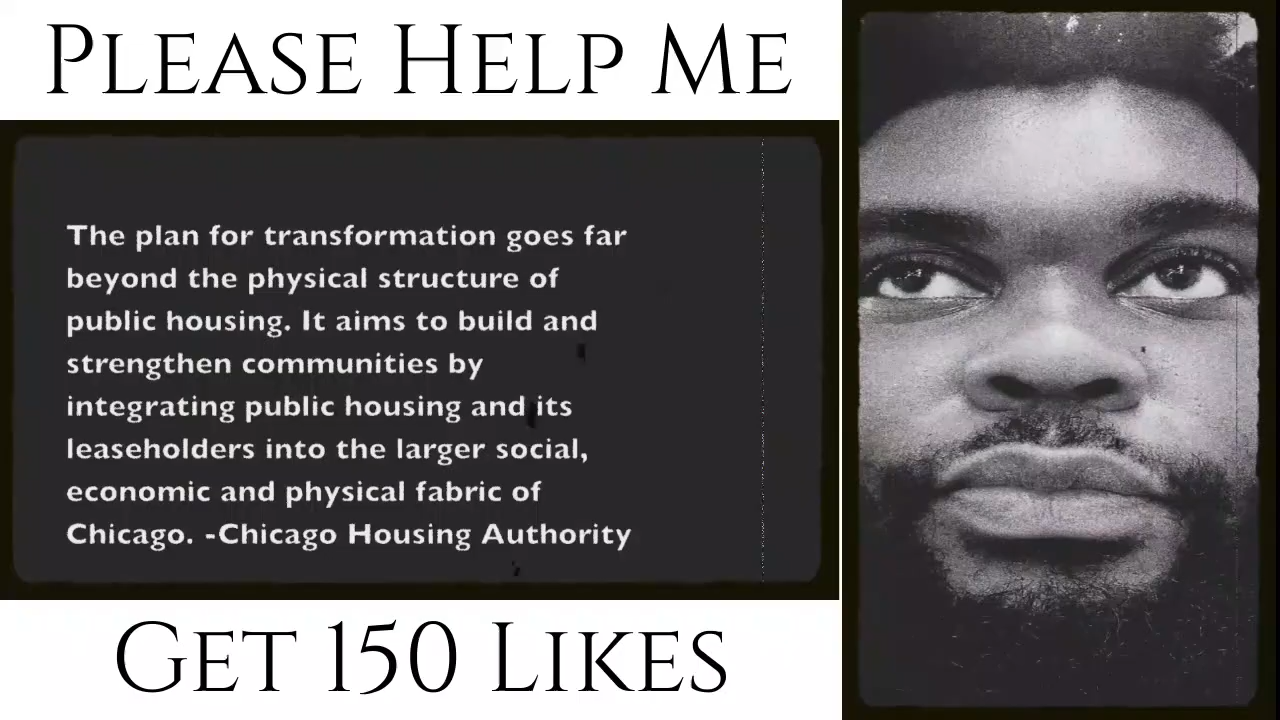 Please Help Me
The plan for transformation goes far
beyond the physical structure of
public housing. It aims to build and
strengthen communities by
integrating public housing and its
leaseholders into the larger social,
economic and physical fabric of
Chicago. -Chicago Housing Authority
Get 150 Likes